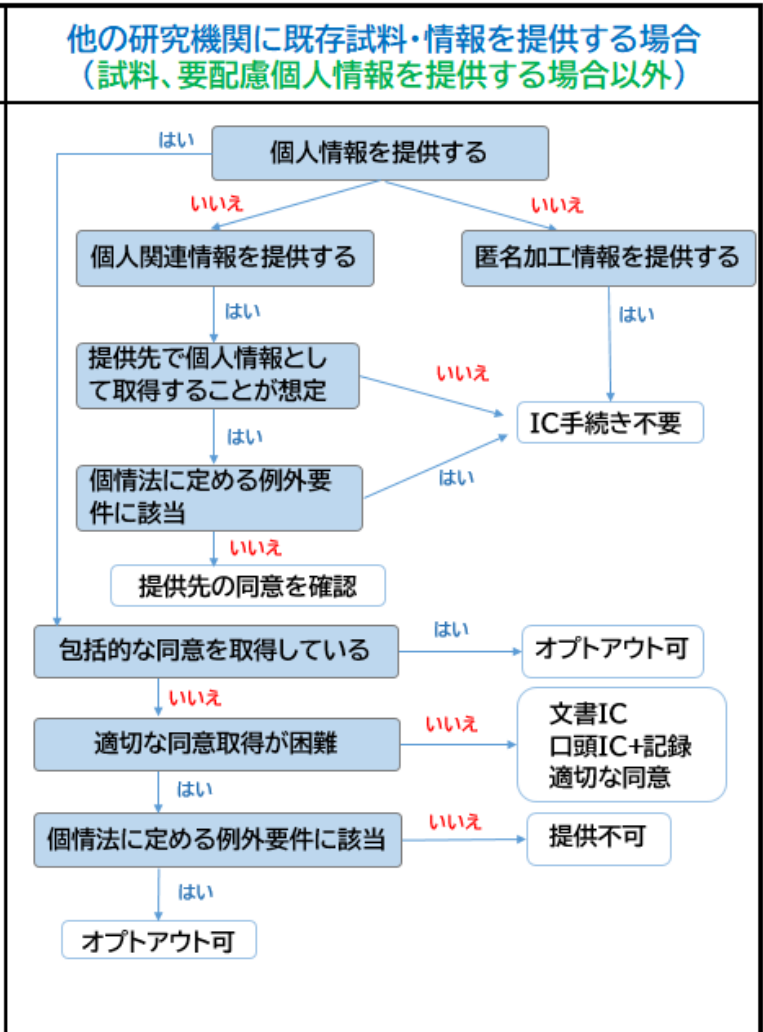 他の研究機関に既存試料・情報を提供する場合
（試料、要配慮個人情報を提供する場合以外）
はい
個人情報を提供する
いいえ
いいえ
個人関連情報を提供する
匿名加工情報を提供する
はい
はい
提供先で個人情報とし
て取得することが想定
いいえ
IC手続き不要
はい
個情法に定める例外要
件に該当
はい
いいえ
提供先の同意を確認
包括的な同意を取得している
はい
オプトアウト可
いいえ
適切な同意取得が困難
いいえ
文書IC
口頭IC+記録
適切な同意
はい
個情法に定める例外要件に該当
いいえ
提供不可
はい
オプトアウト可